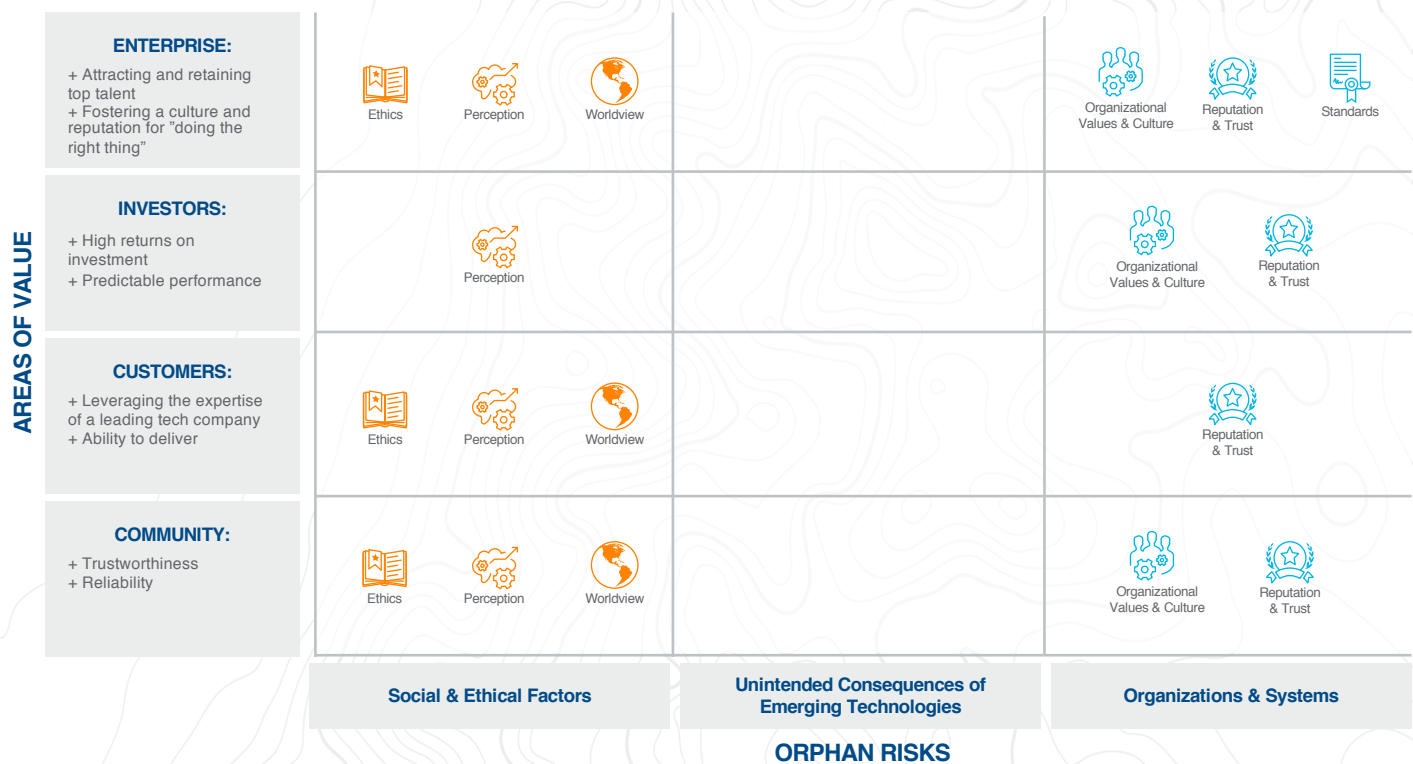 AREAS OF VALUE
ENTERPRISE:
+ Attracting and retaining
top talent
+ Fostering a culture and
reputation for ”doing the
right thing”
Ethics
Perception
Worldview
Organizational
Values & Culture
Reputation
& Trust
Standards
INVESTORS:
+ High returns on
investment
+ Predictable performance
Perception
Organizational
Values & Culture
Reputation
& Trust
CUSTOMERS:
+ Leveraging the expertise
of a leading tech company
+ Ability to deliver
Ethics
Perception
Worldview
Reputation
& Trust
COMMUNITY:
+ Trustworthiness
+ Reliability
Ethics
Perception
Worldview
Organizational
Values & Culture
Reputation
& Trust
Social & Ethical Factors
Unintended Consequences of
Emerging Technologies
Organizations & Systems
ORPHAN RISKS